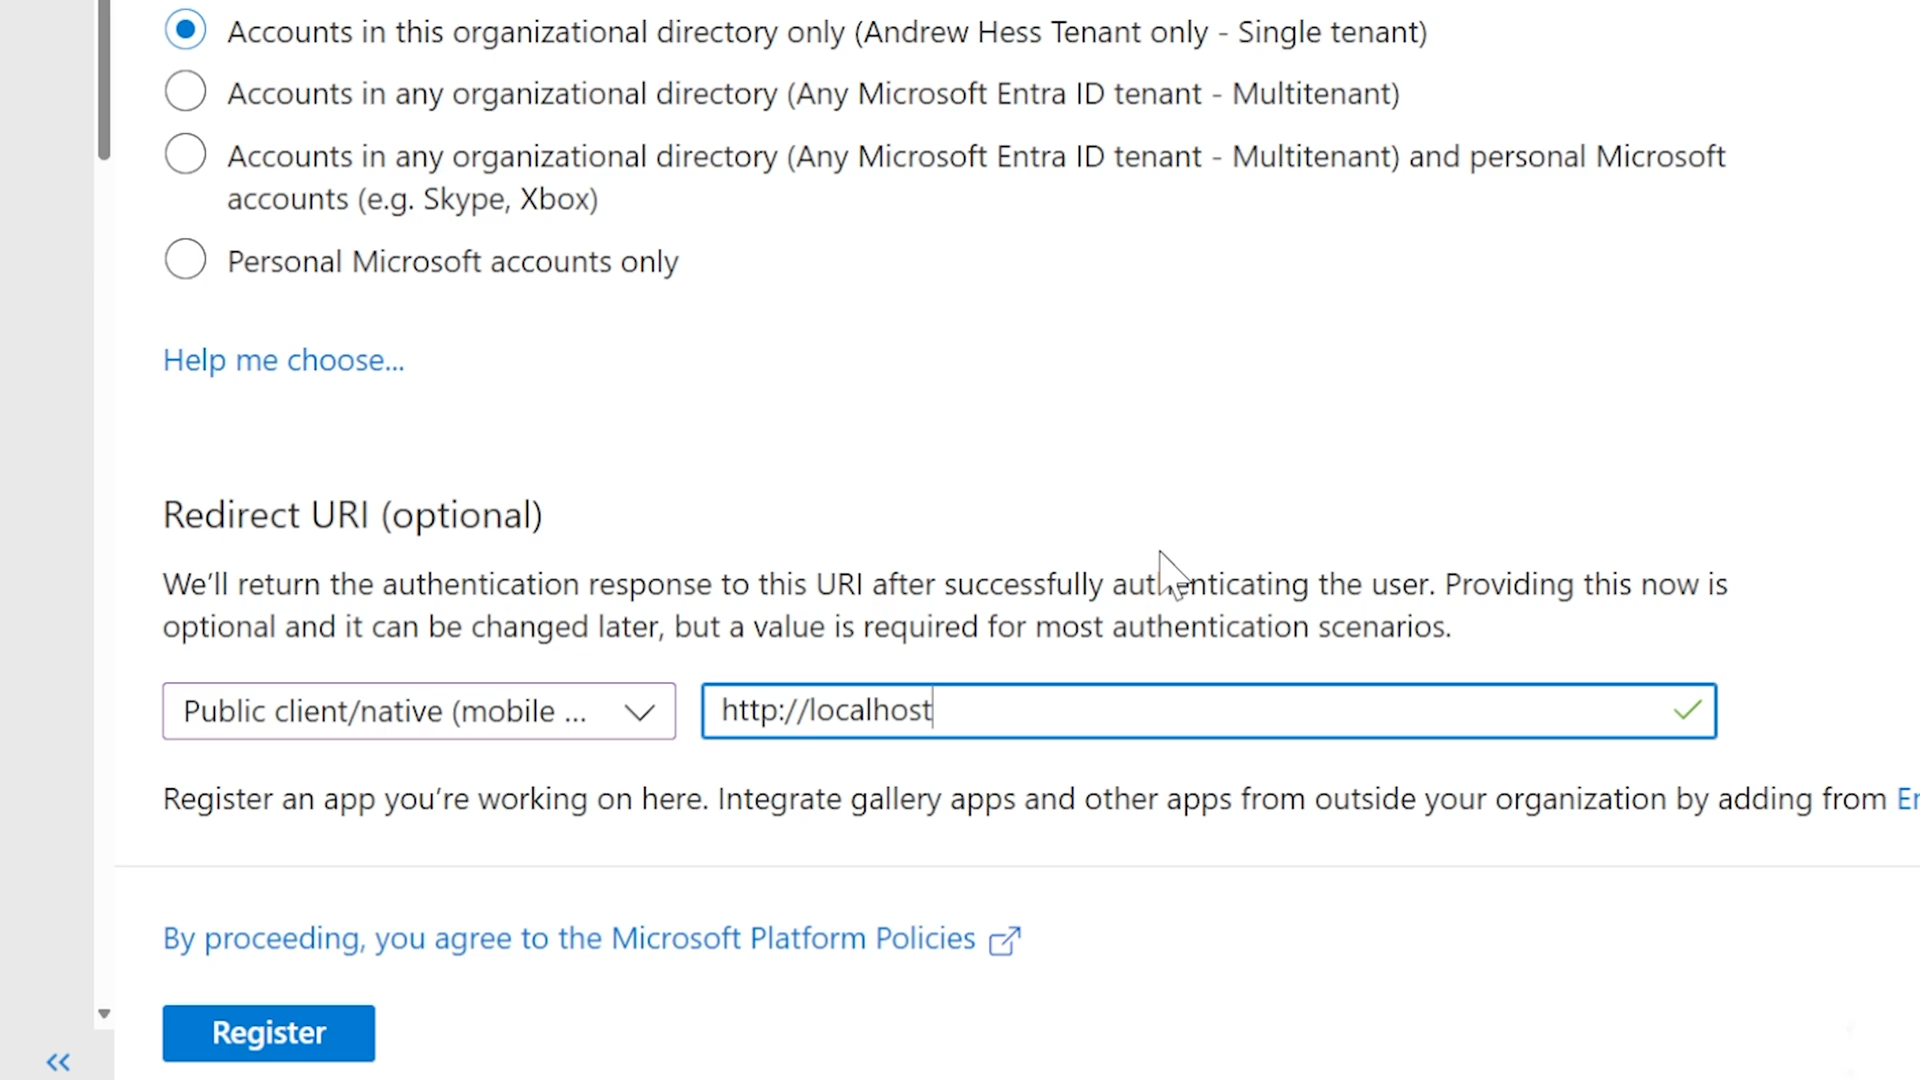 Accounts in this organizational directory only (Andrew Hess Tenant only - Single tenant)
Accounts in any organizational directory (Any Microsoft Entra ID tenant - Multitenant)
Accounts in any organizational directory (Any Microsoft Entra ID tenant - Multitenant) and personal Microsoft
accounts (e.g. Skype, Xbox)
Personal Microsoft accounts only
Help me choose...
Redirect URI (optional)
We'll return the authentication response to this URI after successfully authenticating the user. Providing this now is
optional and it can be changed later, but a value is required for most authentication scenarios.
Public client/native (mobile ...
http://localhost
Register an app you're working on here. Integrate gallery apps and other apps from outside your organization by adding from
By proceeding, you agree to the Microsoft Platform Policies
Register